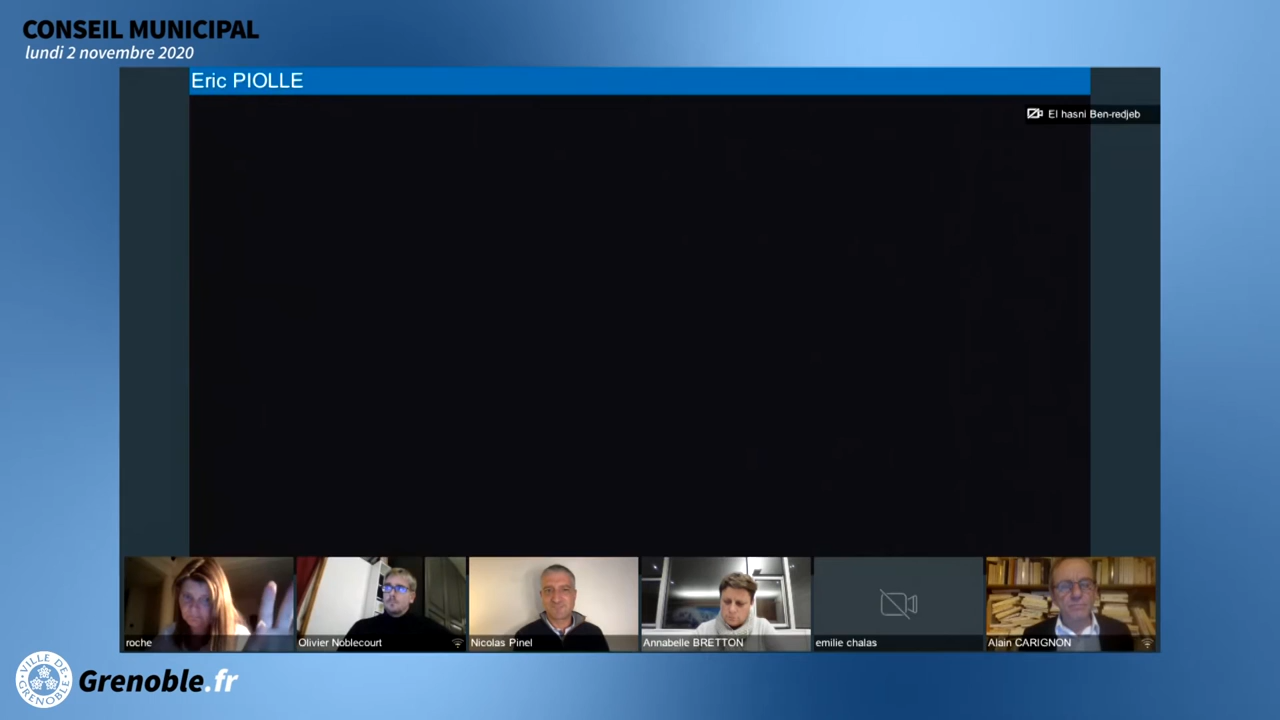 CONSEIL MUNICIPAL
lundi 2 novembre 2020
Eric PIOLLE
El hasni Ben-redjeb
roche
Olivier Noblecourt
Nicolas Pinel
Annabelle BRETTON
emilie chalas
Alain CARIGNON
VILLE DE GRENOBLE
Grenoble.fr